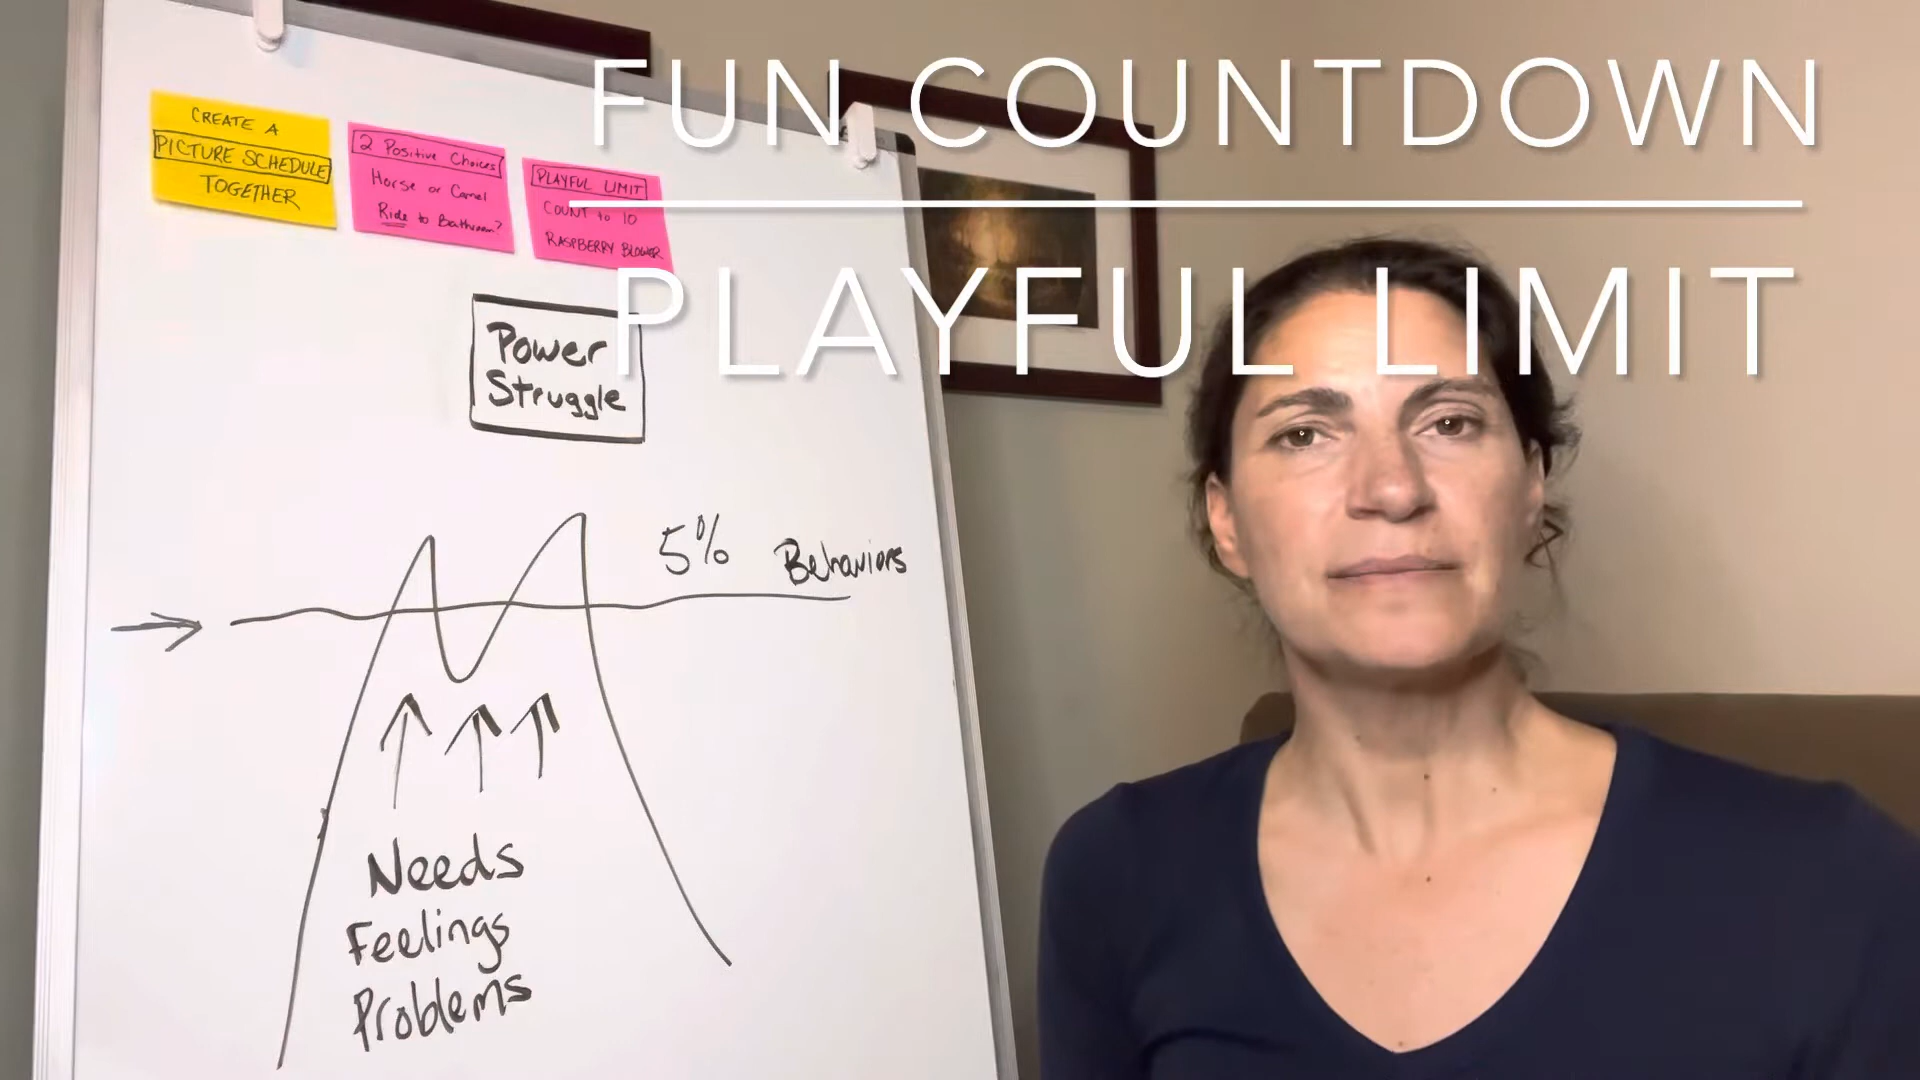 FUN COUNTDOWN
PLAYFUL LIMIT
CREATE A
PICTURE SCHEDULE
TOGETHER
2 Positive Choices
Horse or Camel
Ride to Bathroom?
PLAYFUL LIMIT
COUNT to 10
RASPBERRY BLOWER
Power
Struggle
5% Behaviors
Needs
Feelings
Problems